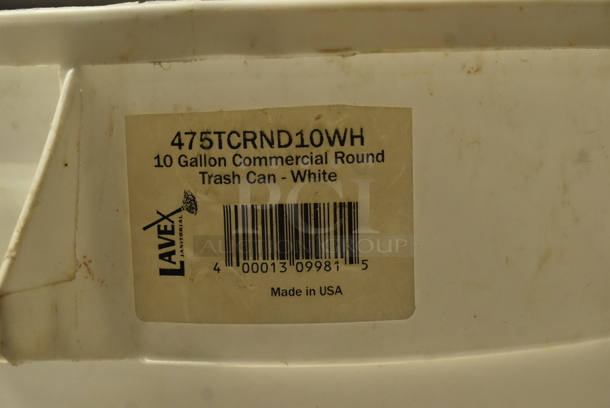 475TCRND10WH
10 Gallon Commercial Round
Trash Can - White
LAVEX
JANITORIAL
PCI
AUCTION GROUP
4 00013 09981 5
Made in USA